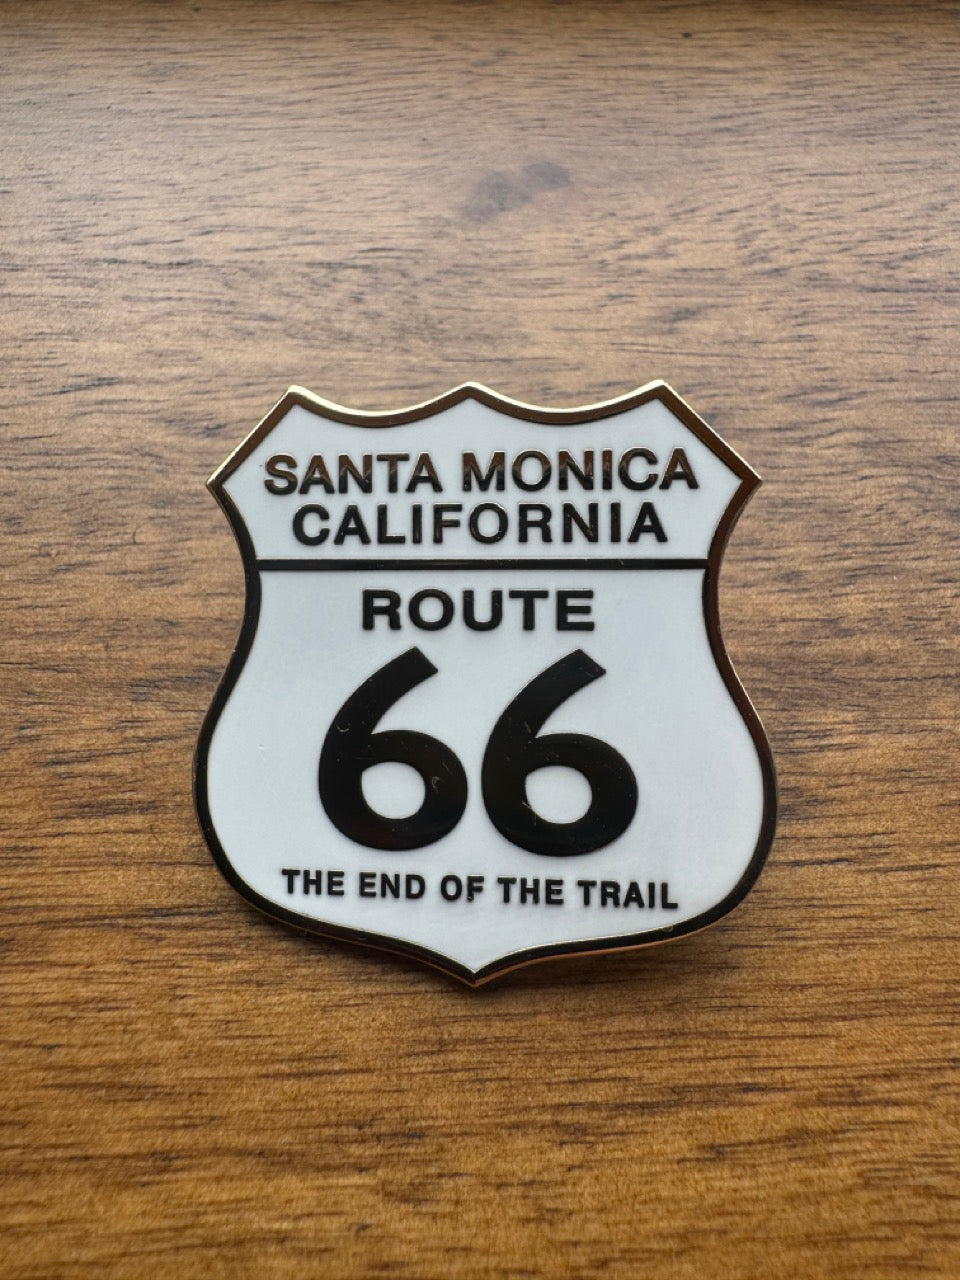 SANTA MONICA
CALIFORNIA
ROUTE
66
THE END OF THE TRAIL